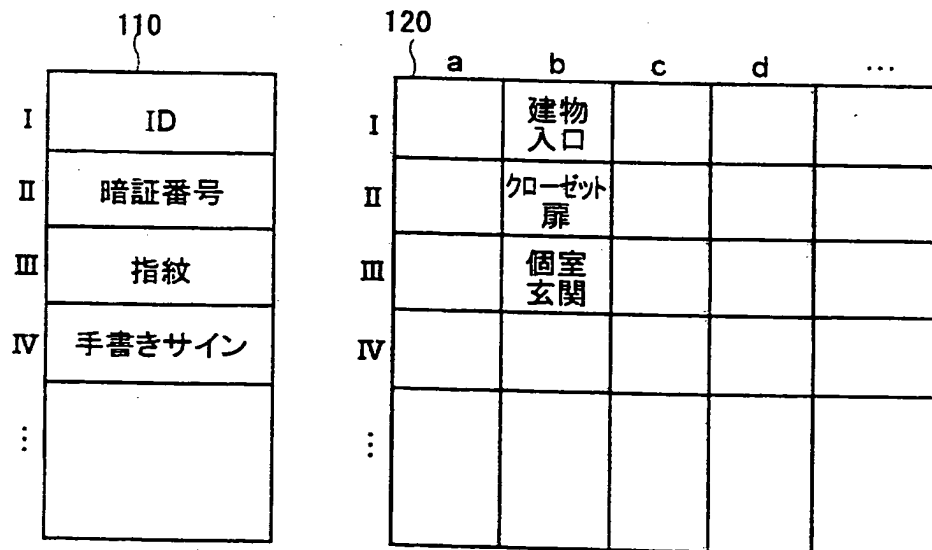 110
I
ID
II
暗証番号
III
指紋
IV
手書きサイン
⋮
120
a
b
c
d
…
I
建物
入口
II
クローゼット
扉
III
個室
玄関
IV
⋮